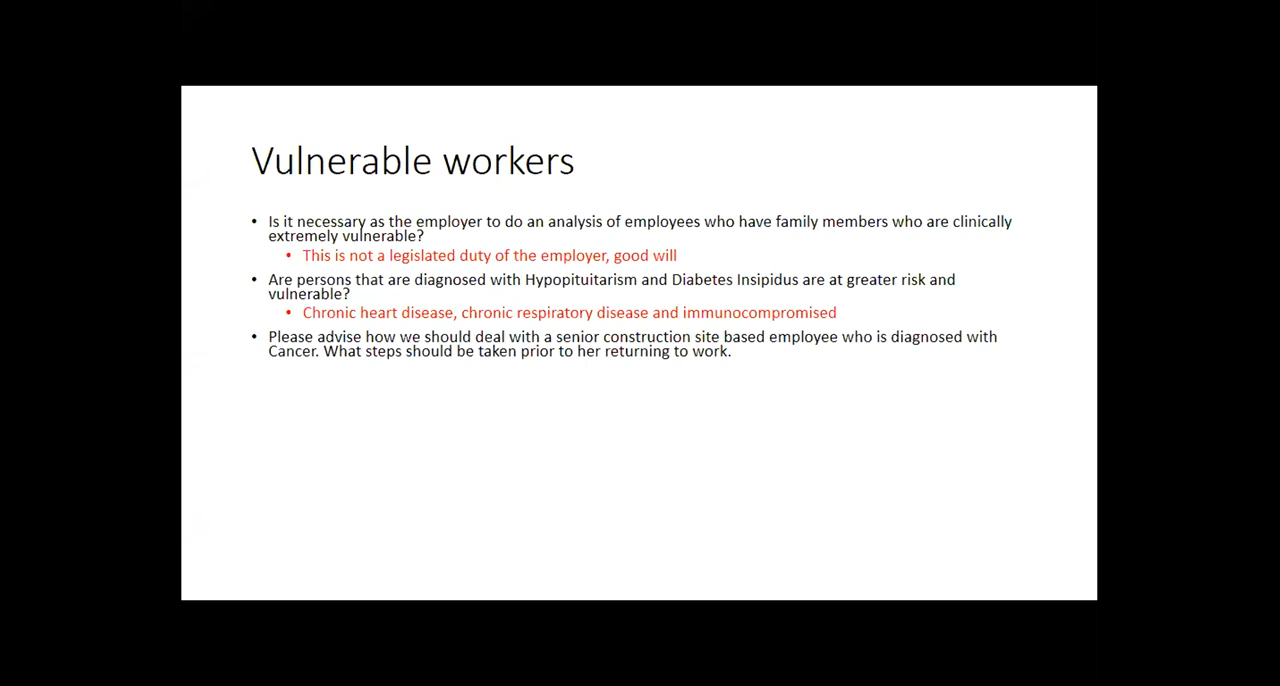 Vulnerable workers
• Is it necessary as the employer to do an analysis of employees who have family members who are clinically
extremely vulnerable?
• This is not a legislated duty of the employer, good will
• Are persons that are diagnosed with Hypopituitarism and Diabetes Insipidus are at greater risk and
vulnerable?
• Chronic heart disease, chronic respiratory disease and immunocompromised
• Please advise how we should deal with a senior construction site based employee who is diagnosed with
Cancer. What steps should be taken prior to her returning to work.